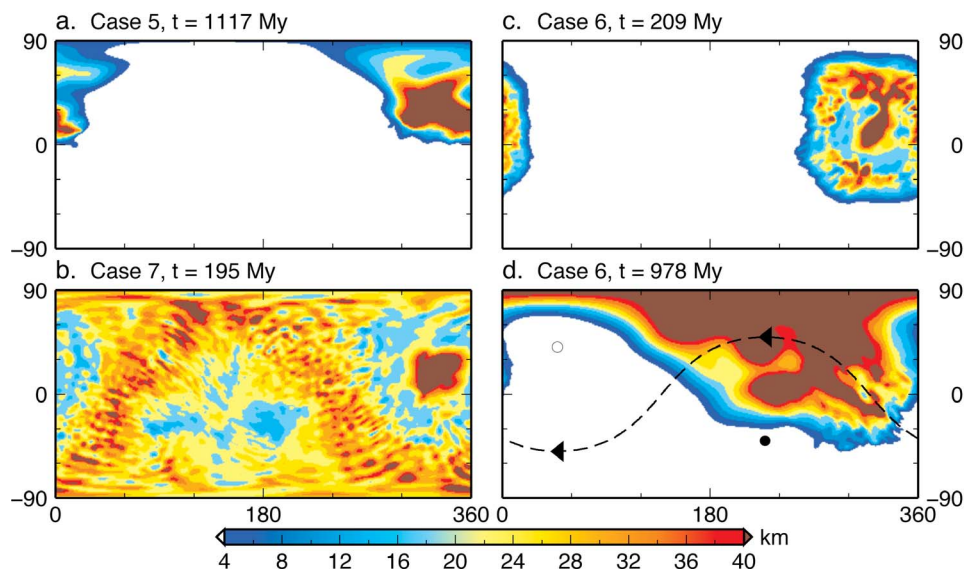 a. Case 5, t = 1117 My
c. Case 6, t = 209 My
90
0
−90
90
0
−90
b. Case 7, t = 195 My
d. Case 6, t = 978 My
90
0
−90
90
0
−90
0 180 360
180 360
km
4 8 12 16 20 24 28 32 36 40